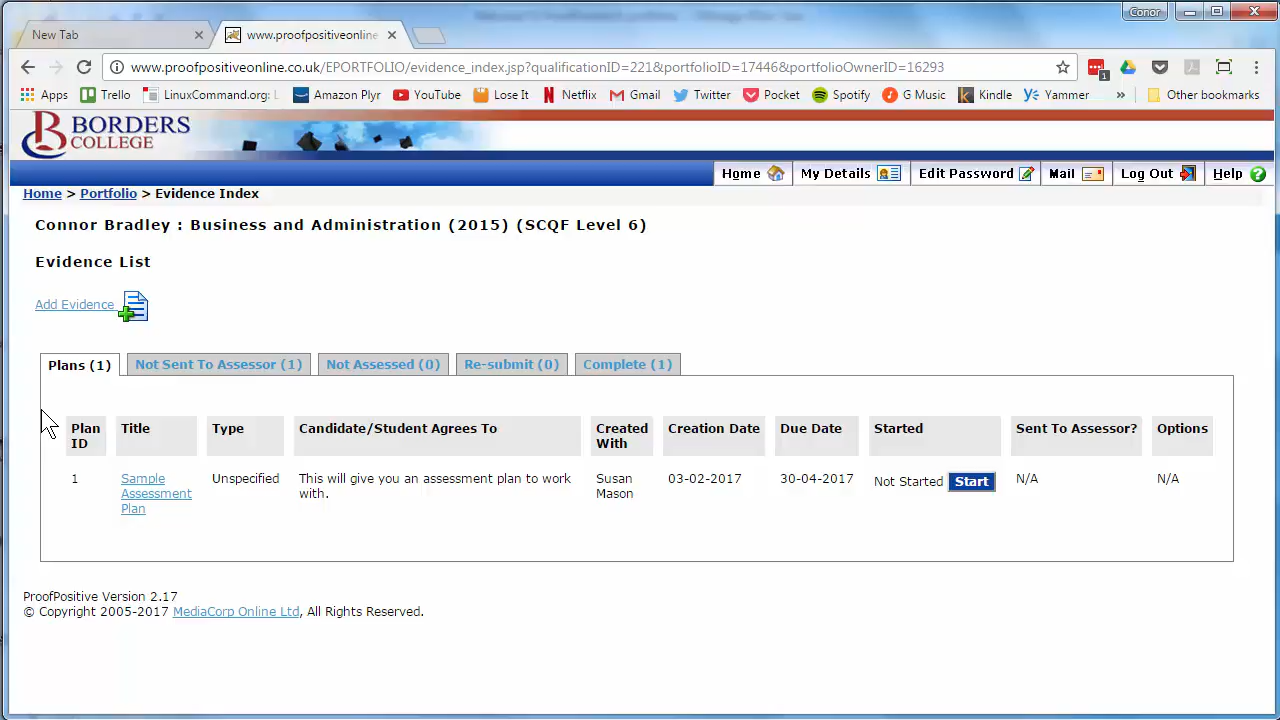 Conor
New Tab
www.proofpositiveonline
www.proofpositiveonline.co.uk/EPORTFOLIO/evidence_index.jsp?qualificationID=221&portfolioID=17446&portfolioOwnerID=16293
1
Apps Trello LinuxCommand.org: Amazon Plyr YouTube Lose It Netflix Gmail Twitter Pocket Spotify G Music Kindle Yammer » Other bookmarks
BORDERS
COLLEGE
Home My Details Edit Password Mail Log Out Help
Home > Portfolio > Evidence Index
Connor Bradley : Business and Administration (2015) (SCQF Level 6)
Evidence List
Add Evidence
Plans (1) Not Sent To Assessor (1) Not Assessed (0) Re-submit (0) Complete (1)
Plan ID Title Type Candidate/Student Agrees To Created With Creation Date Due Date Started Sent To Assessor? Options
1 Sample Assessment Plan Unspecified This will give you an assessment plan to work with. Susan Mason 03-02-2017 30-04-2017 Not Started Start N/A N/A
ProofPositive Version 2.17
© Copyright 2005-2017 MediaCorp Online Ltd, All Rights Reserved.